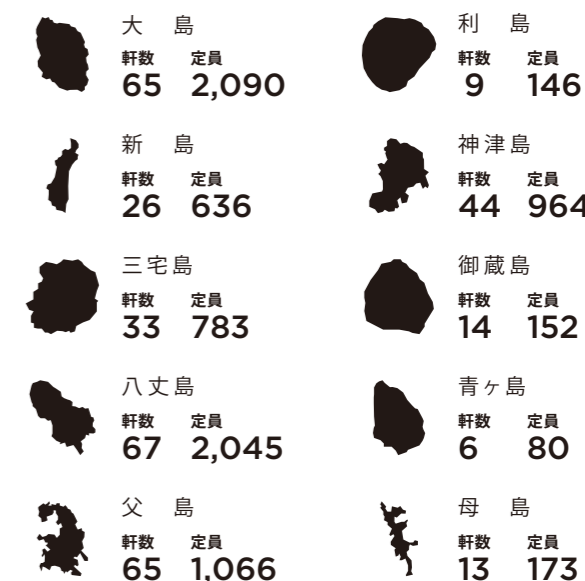 大島
軒数 定員
65 2,090
利島
軒数 定員
9 146
新島
軒数 定員
26 636
神津島
軒数 定員
44 964
三宅島
軒数 定員
33 783
御蔵島
軒数 定員
14 152
八丈島
軒数 定員
67 2,045
青ヶ島
軒数 定員
6 80
父島
軒数 定員
65 1,066
母島
軒数 定員
13 173